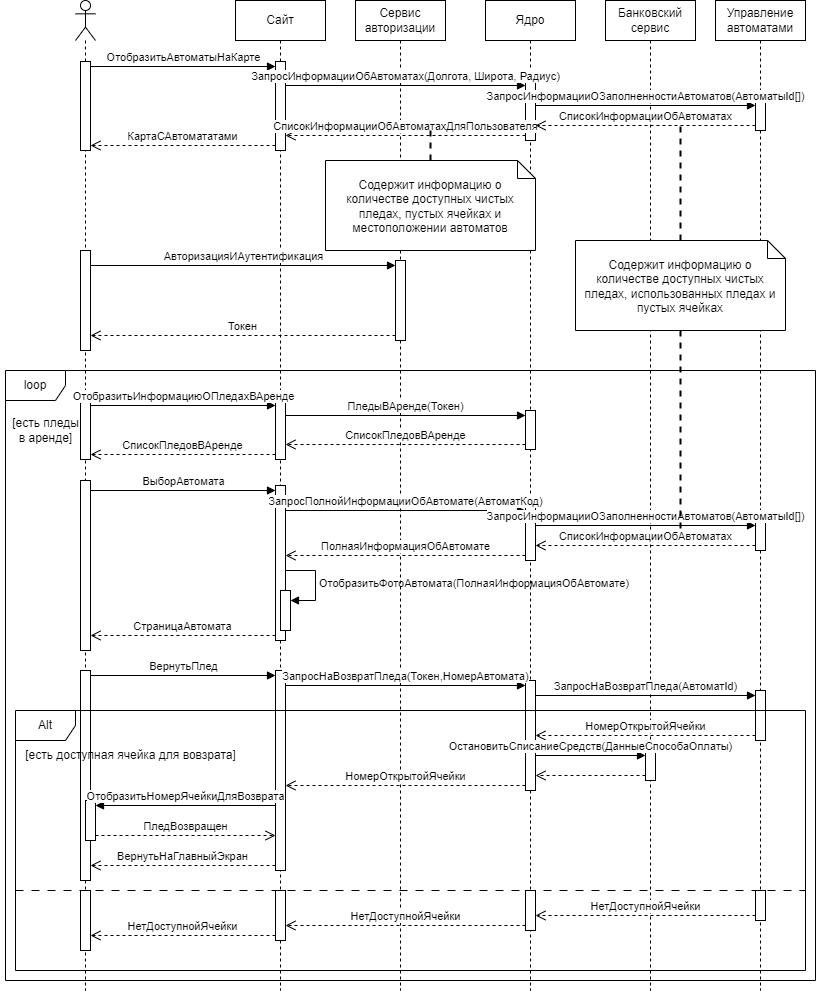 Сайт
Сервис
авторизации
Ядро
Банковский
сервис
Управление
автоматами
ОтобразитьАвтоматыНаКарте
ЗапросИнформацииОбАвтоматах(Долгота, Широта, Радиус)
ЗапросИнформацииОЗаполненностиАвтоматов(АвтоматыId[])
СписокИнформацииОбАвтоматах
СписокИнформацииОбАвтоматахДляПользователя
КартаСАвтомататами
Содержит информацию о
количестве доступных чистых
пледах, пустых ячейках и
местоположении автоматов
АвторизацияИАутентификация
Содержит информацию о
количестве доступных чистых
пледах, использованных пледах и
пустых ячейках
Токен
loop
[есть пледы
в аренде]
ОтобразитьИнформациюОПледахВАренде
ПледыВАренде(Токен)
СписокПледовВАренде
СписокПледовВАренде
ВыборАвтомата
ЗапросПолнойИнформацииОбАвтомате(АвтоматКод)
ЗапросИнформацииОЗаполненностиАвтоматов(АвтоматыId[])
СписокИнформацииОбАвтоматах
ПолнаяИнформацияОбАвтомате
ОтобразитьФотоАвтомата(ПолнаяИнформацияОбАвтомате)
СтраницаАвтомата
ВернутьПлед
ЗапросНаВозвратПледа(Токен,НомерАвтомата)
ЗапросНаВозвратПледа(АвтоматId)
Alt
[есть доступная ячейка для вовзрата]
НомерОткрытойЯчейки
ОстановитьСписаниеСредств(ДанныеСпособаОплаты)
НомерОткрытойЯчейки
ОтобразитьНомерЯчейкиДляВозврата
ПледВозвращен
ВернутьНаГлавныйЭкран
НетДоступнойЯчейки
НетДоступнойЯчейки
НетДоступнойЯчейки